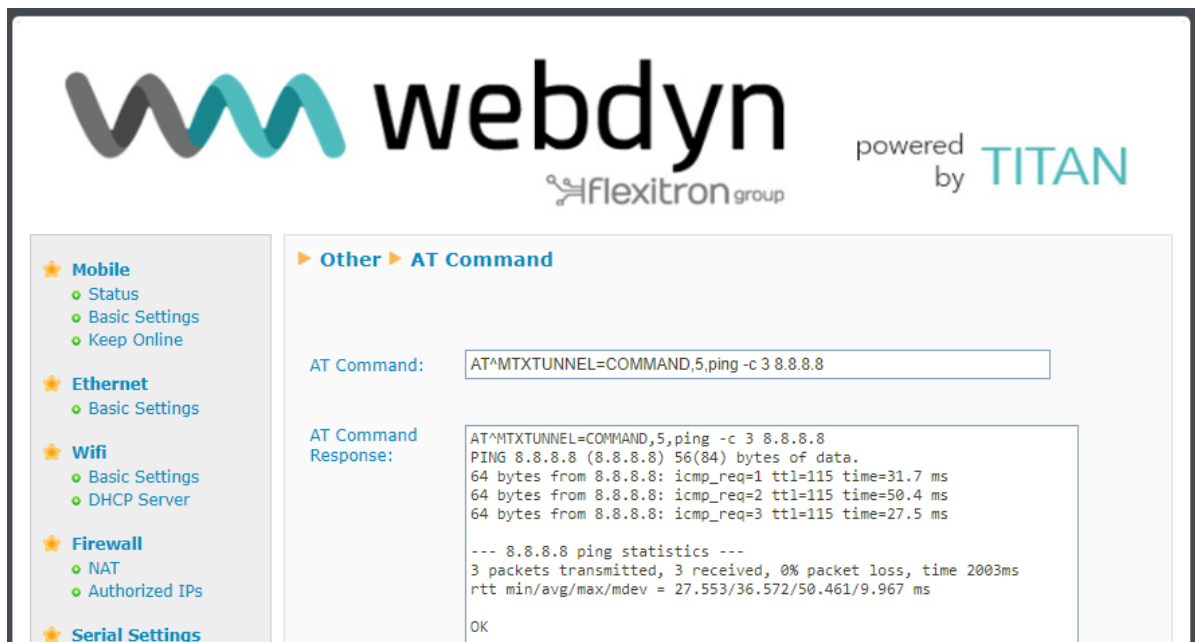 webdyn
flexitron group
powered
by TITAN
Mobile
Status
Basic Settings
Keep Online
Ethernet
Basic Settings
Wifi
Basic Settings
DHCP Server
Firewall
NAT
Authorized IPs
Serial Settings
Other AT Command
AT Command:
AT^MTXTUNNEL=COMMAND,5,ping -c 3 8.8.8.8
AT Command
Response:
AT^MTXTUNNEL=COMMAND,5,ping -c 3 8.8.8.8
PING 8.8.8.8 (8.8.8.8) 56(84) bytes of data.
64 bytes from 8.8.8.8: icmp_req=1 ttl=115 time=31.7 ms
64 bytes from 8.8.8.8: icmp_req=2 ttl=115 time=50.4 ms
64 bytes from 8.8.8.8: icmp_req=3 ttl=115 time=27.5 ms
--- 8.8.8.8 ping statistics ---
3 packets transmitted, 3 received, 0% packet loss, time 2003ms
rtt min/avg/max/mdev = 27.553/36.572/50.461/9.967 ms
OK